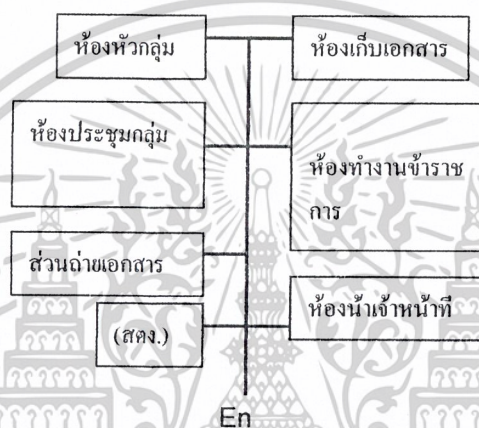 ห้องหัวกลุ่ม
ห้องเก็บเอกสาร
ห้องประชุมกลุ่ม
ห้องทำงานข้าราช
การ
ส่วนถ่ายเอกสาร
ห้องน้ำเจ้าหน้าที่
(สตง.)
En